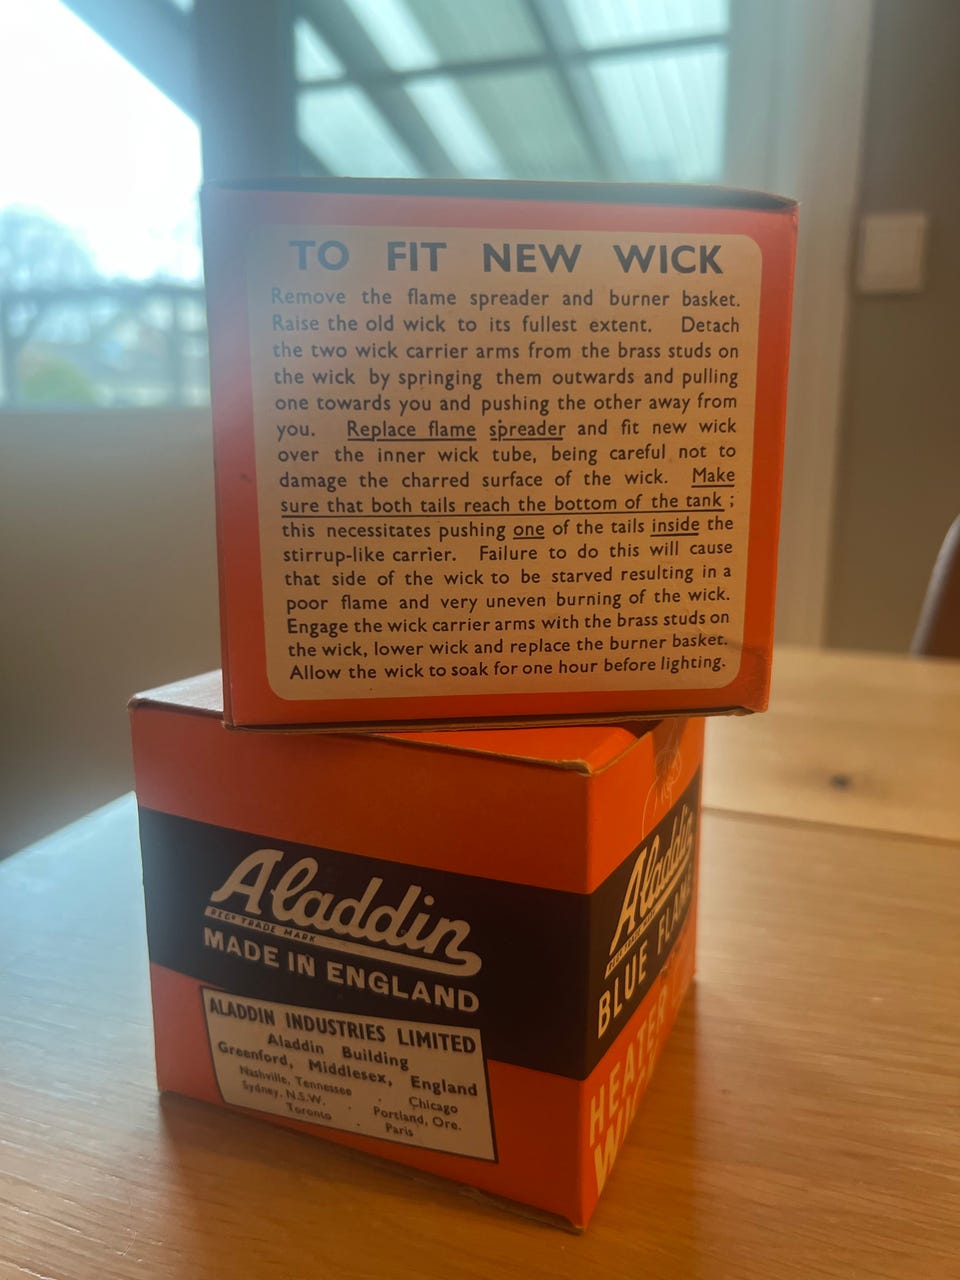 TO FIT NEW WICK
Remove the flame spreader and burner basket.
Raise the old wick to its fullest extent. Detach
the two wick carrier arms from the brass studs on
the wick by springing them outwards and pulling
one towards you and pushing the other away from
you. Replace flame spreader and fit new wick
over the inner wick tube, being careful not to
damage the charred surface of the wick. Make
sure that both tails reach the bottom of the tank ;
this necessitates pushing one of the tails inside the
stirrup-like carrier. Failure to do this will cause
that side of the wick to be starved resulting in a
poor flame and very uneven burning of the wick.
Engage the wick carrier arms with the brass studs on
the wick, lower wick and replace the burner basket.
Allow the wick to soak for one hour before lighting.
Aladdin
REGD TRADE MARK
MADE IN ENGLAND
ALADDIN INDUSTRIES LIMITED
Aladdin Building
Greenford, Middlesex, England
Nashville, Tennessee . Chicago
Sydney, N.S.W. . Portland, Ore.
Toronto . Paris
Aladdin
REGD TRADE MARK
BLUE FLAME
HEATER